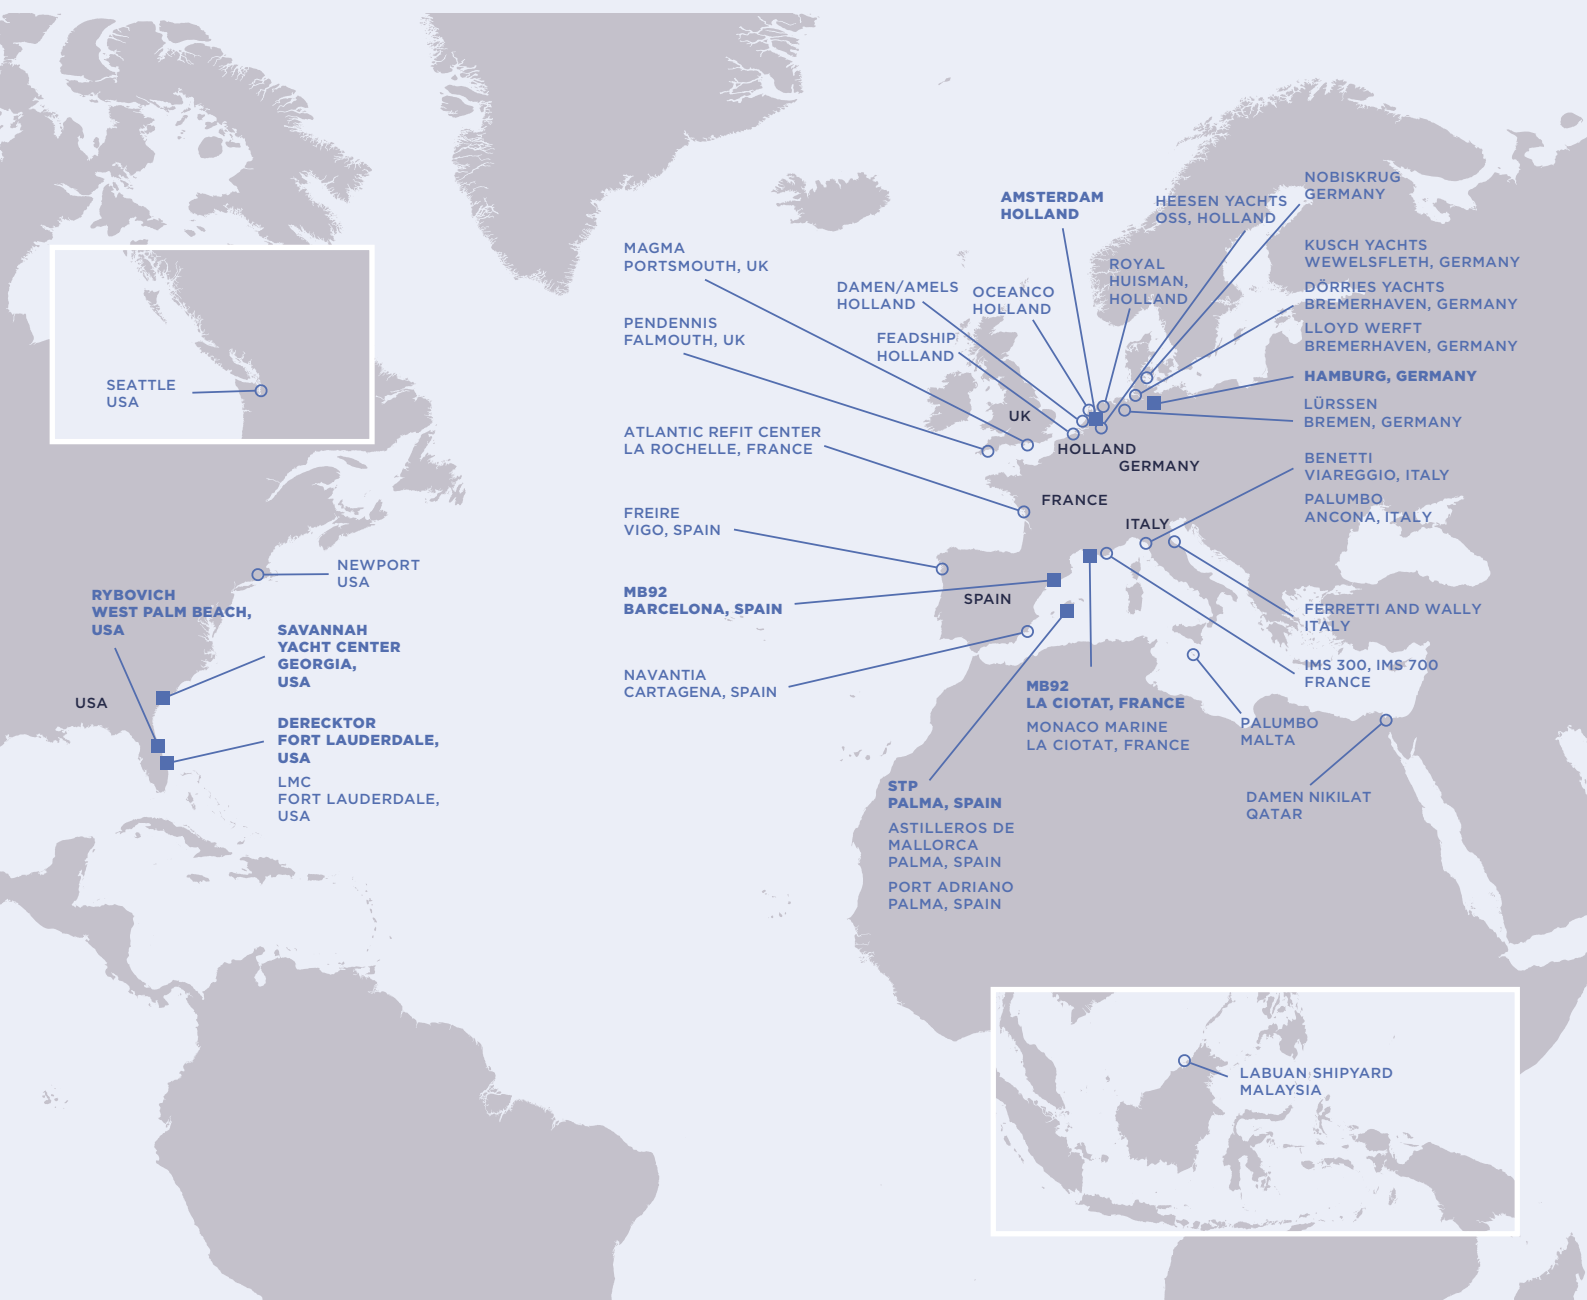 SEATTLE
USA
NEWPORT
USA
RYBOVICH
WEST PALM BEACH,
USA
SAVANNAH
YACHT CENTER
GEORGIA,
USA
USA
DERECKTOR
FORT LAUDERDALE,
USA
LMC
FORT LAUDERDALE,
USA
MAGMA
PORTSMOUTH, UK
PENDENNIS
FALMOUTH, UK
ATLANTIC REFIT CENTER
LA ROCHELLE, FRANCE
FREIRE
VIGO, SPAIN
MB92
BARCELONA, SPAIN
NAVANTIA
CARTAGENA, SPAIN
DAMEN/AMELS
HOLLAND
FEADSHIP
HOLLAND
OCEANCO
HOLLAND
AMSTERDAM
HOLLAND
ROYAL
HUISMAN,
HOLLAND
HEESEN YACHTS
OSS, HOLLAND
NOBISKRUG
GERMANY
KUSCH YACHTS
WEWELSFLETH, GERMANY
DÖRRIES YACHTS
BREMERHAVEN, GERMANY
LLOYD WERFT
BREMERHAVEN, GERMANY
HAMBURG, GERMANY
LÜRSSEN
BREMEN, GERMANY
BENETTI
VIAREGGIO, ITALY
PALUMBO
ANCONA, ITALY
FERRETTI AND WALLY
ITALY
IMS 300, IMS 700
FRANCE
UK
HOLLAND
GERMANY
FRANCE
ITALY
SPAIN
MB92
LA CIOTAT, FRANCE
MONACO MARINE
LA CIOTAT, FRANCE
PALUMBO
MALTA
DAMEN NIKILAT
QATAR
STP
PALMA, SPAIN
ASTILLEROS DE
MALLORCA
PALMA, SPAIN
PORT ADRIANO
PALMA, SPAIN
LABUAN SHIPYARD
MALAYSIA